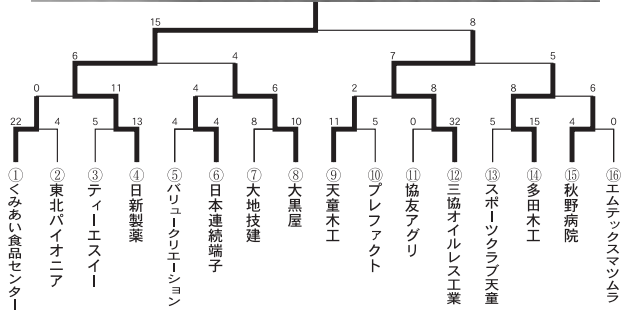 15 8
6 4 7 5
0 11 4 6 2 8 8 6
22 4 5 13 4 4 8 10 11 5 0 32 5 15 4 0
①くみあい食品センター
②東北パイオニア
③ティーエスイー
④日新製薬
⑤バリュークリエーション
⑥日本連続端子
⑦大地技建
⑧大黒屋
⑨天童木工
⑩プレファクト
⑪協友アグリ
⑫三協オイルレス工業
⑬スポーツクラブ天童
⑭多田木工
⑮秋野病院
⑯エムテックスマツムラ